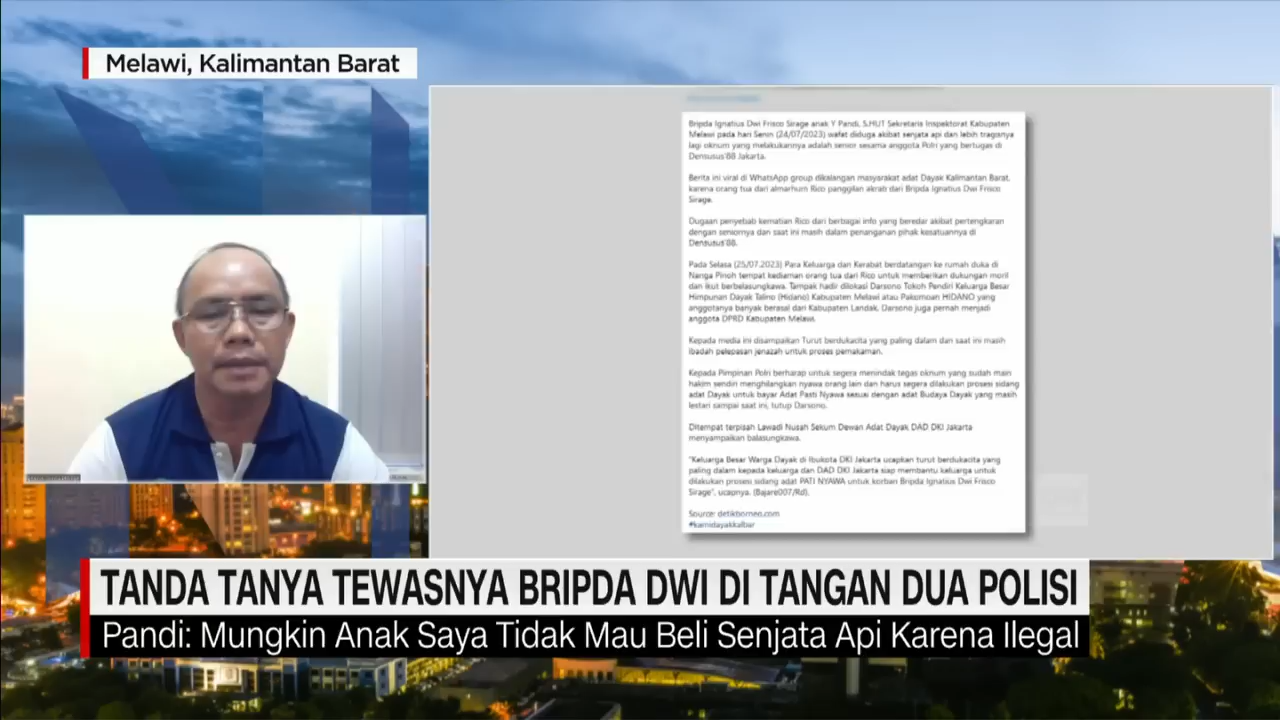 Melawi, Kalimantan Barat
Bripda Ignatius Dwi Frisco Sirage anak Y Pandi, S.HUT Sekretaris Inspektorat Kabupaten
Melawi pada hari Senin (24/07/2023) wafat diduga akibat senjata api dan lebih tragisnya
lagi oknum yang melakukannya adalah senior sesama anggota Polri yang bertugas di
Densusus'88 Jakarta.
Berita ini viral di WhatsApp group dikalangan masyarakat adat Dayak Kalimantan Barat,
karena orang tua dari almarhum Rico panggilan akrab dari Bripda Ignatius Dwi Frisco
Sirage.
Dugaan penyebab kematian Rico dari berbagai info yang beredar akibat pertengkaran
dengan seniornya dan saat ini masih dalam penanganan pihak kesatuannya di
Densusus'88.
Pada Selasa (25/07.2023) Para Keluarga dan Kerabat berdatangan ke rumah duka di
Nanga Pinoh tempat kediaman orang tua dari Rico untuk memberikan dukungan moril
dan ikut berbelasungkawa. Tampak hadir dilokasi Darsono Tokoh Pendiri Keluarga Besar
Himpunan Dayak Talino (Hidano) Kabupaten Melawi atau Pakomoan HIDANO yang
anggotanya banyak berasal dari Kabupaten Landak, Darsono juga pernah menjadi
anggota DPRD Kabupaten Melawi.
Kepada media ini disampaikan Turut berdukacita yang paling dalam dan saat ini masih
ibadah pelepasan jenazah untuk proses pemakaman.
Kepada Pimpinan Polri berharap untuk segera menindak tegas oknum yang sudah main
hakim sendiri menghilangkan nyawa orang lain dan harus segera dilakukan prosesi sidang
adat Dayak untuk bayar Adat Pasti Nyawa sesuai dengan adat Budaya Dayak yang masih
lestari sampai saat ini, tutup Darsono.
Ditempat terpisah Lawadi Nusah Sekum Dewan Adat Dayak DAD DKI Jakarta
menyampaikan balasungkawa.
"Keluarga Besar Warga Dayak di Ibukota DKI Jakarta ucapkan turut berdukacita yang
paling dalam kepada keluarga dan DAD DKI Jakarta siap membantu keluarga untuk
dilakukan prosesi sidang adat PATI NYAWA untuk korban Bripda Ignatius Dwi Frisco
Sirage", ucapnya. (Bajare007/Rd).
Source: detikborneo.com
#kamidayakkalbar
TANDA TANYA TEWASNYA BRIPDA DWI DI TANGAN DUA POLISI
Pandi: Mungkin Anak Saya Tidak Mau Beli Senjata Api Karena Ilegal